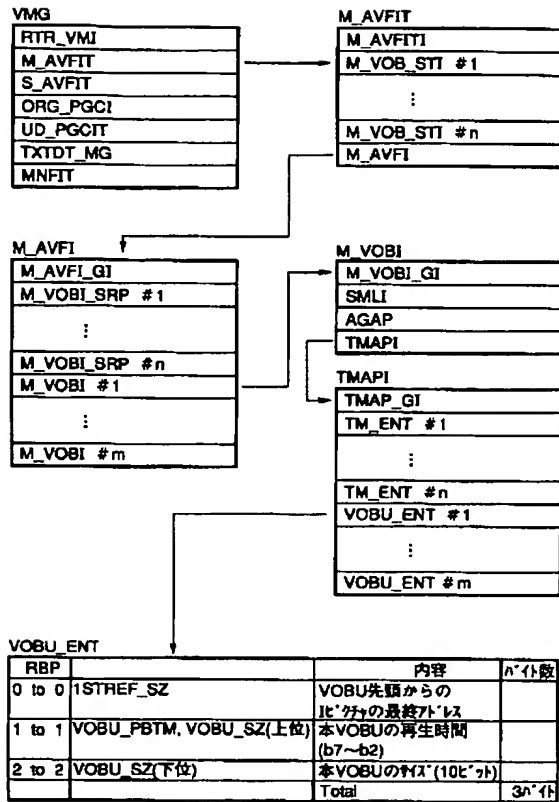 VMG
RTR_VMI
M_AVFIT
S_AVFIT
ORG_PGCI
UD_PGCIT
TXTDT_MG
MNFIT
M_AVFIT
M_AVFITI
M_VOB_STI #1
⋮
M_VOB_STI #n
M_AVFI
M_AVFI
M_AVFI_GI
M_VOBI_SRP #1
⋮
M_VOBI_SRP #n
M_VOBI #1
⋮
M_VOBI #m
M_VOBI
M_VOBI_GI
SMLI
AGAP
TMAPI
TMAPI
TMAP_GI
TM_ENT #1
⋮
TM_ENT #n
VOBU_ENT #1
⋮
VOBU_ENT #m
VOBU_ENT
RBP 内容 ﾊﾞｲﾄ数
0 to 0 1STREF_SZ VOBU先頭からの
Iﾋﾟｸﾁｬの最終ｱﾄﾞﾚｽ
1 to 1 VOBU_PBTM, VOBU_SZ(上位) 本VOBUの再生時間
(b7～b2)
2 to 2 VOBU_SZ(下位) 本VOBUのｻｲｽﾞ(10ﾋﾞｯﾄ)
Total 3ﾊﾞｲﾄ